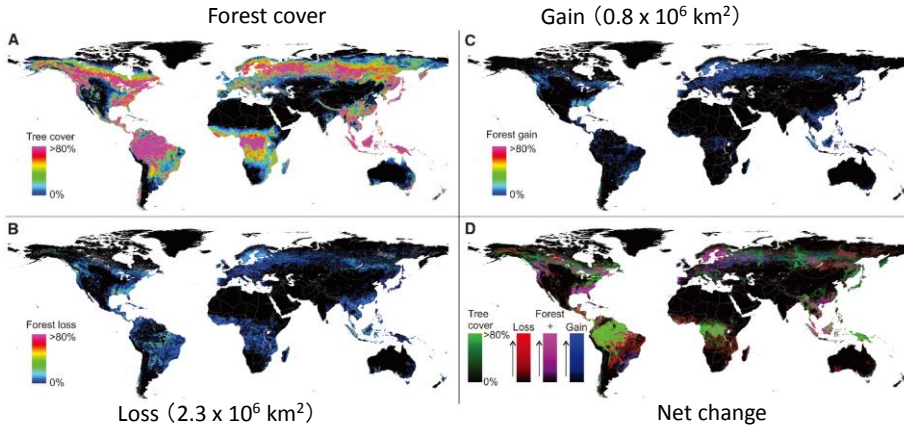 Forest cover
Gain (0.8 x 10⁶ km²)
A
Tree cover
>80%
0%
C
Forest gain
>80%
0%
B
Forest loss
>80%
0%
D
Tree cover
>80%
0%
Loss
Forest +
Gain
Loss (2.3 x 10⁶ km²)
Net change